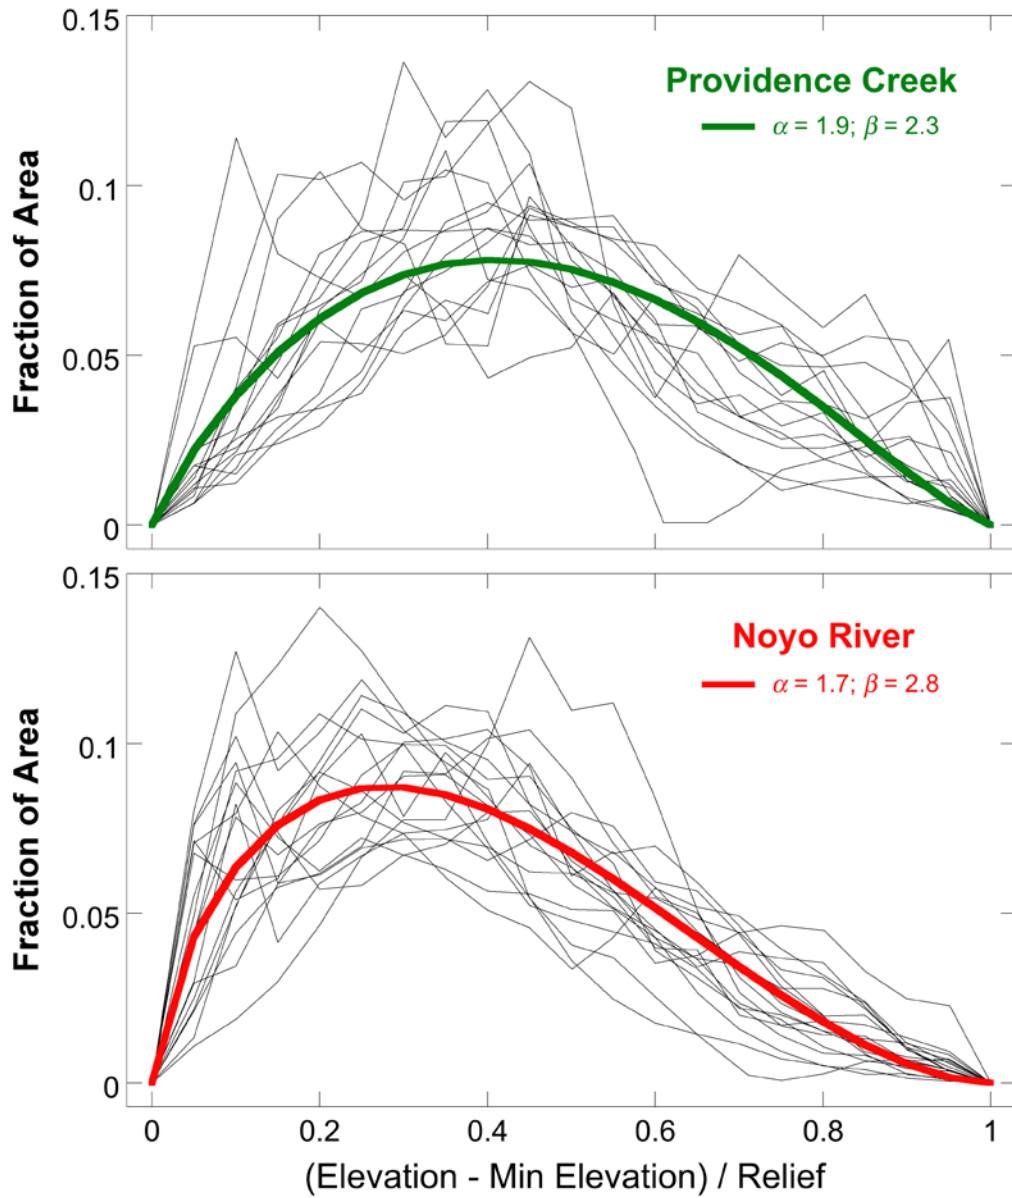 0.15
Providence Creek
α = 1.9; β = 2.3
0.1
Fraction of Area
0.05
0
0.15
Noyo River
α = 1.7; β = 2.8
0.1
Fraction of Area
0.05
0
0 0.2 0.4 0.6 0.8 1
(Elevation - Min Elevation) / Relief